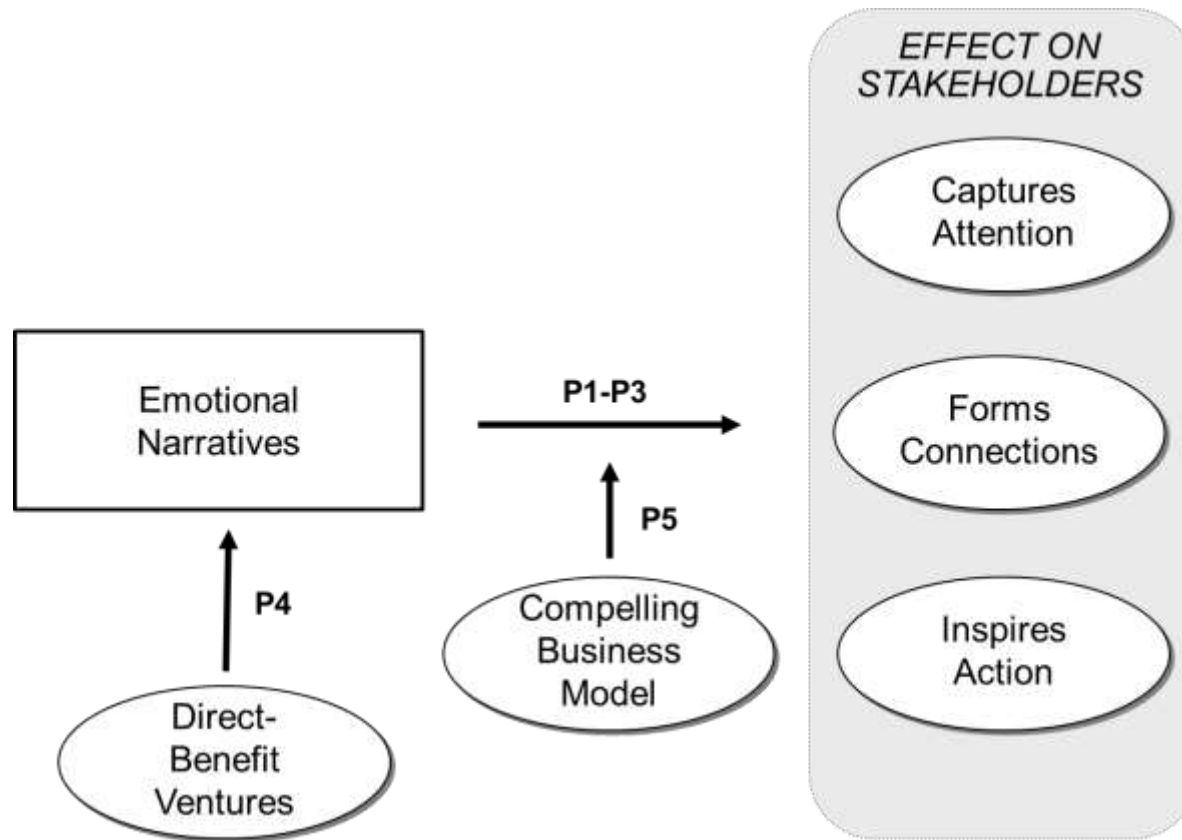 EFFECT ON
STAKEHOLDERS
Captures
Attention
Emotional
Narratives
P1-P3
Forms
Connections
P5
P4
Compelling
Business
Model
Inspires
Action
Direct-
Benefit
Ventures